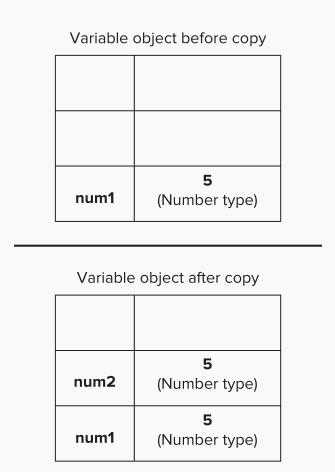 Variable object before copy
5
num1
(Number type)
Variable object after copy
5
num2
(Number type)
5
num1
(Number type)